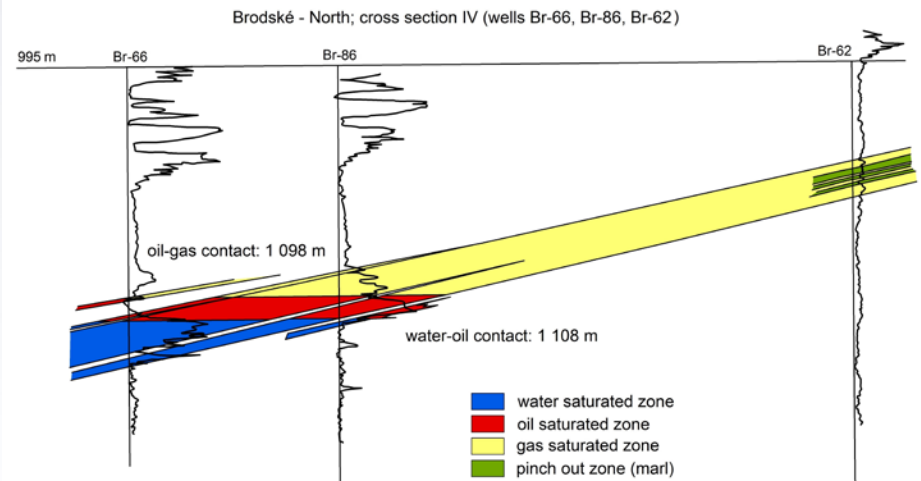 Brodské - North; cross section IV (wells Br-66, Br-86, Br-62)
995 m
Br-66
Br-86
Br-62
oil-gas contact: 1 098 m
water-oil contact: 1 108 m
water saturated zone
oil saturated zone
gas saturated zone
pinch out zone (marl)